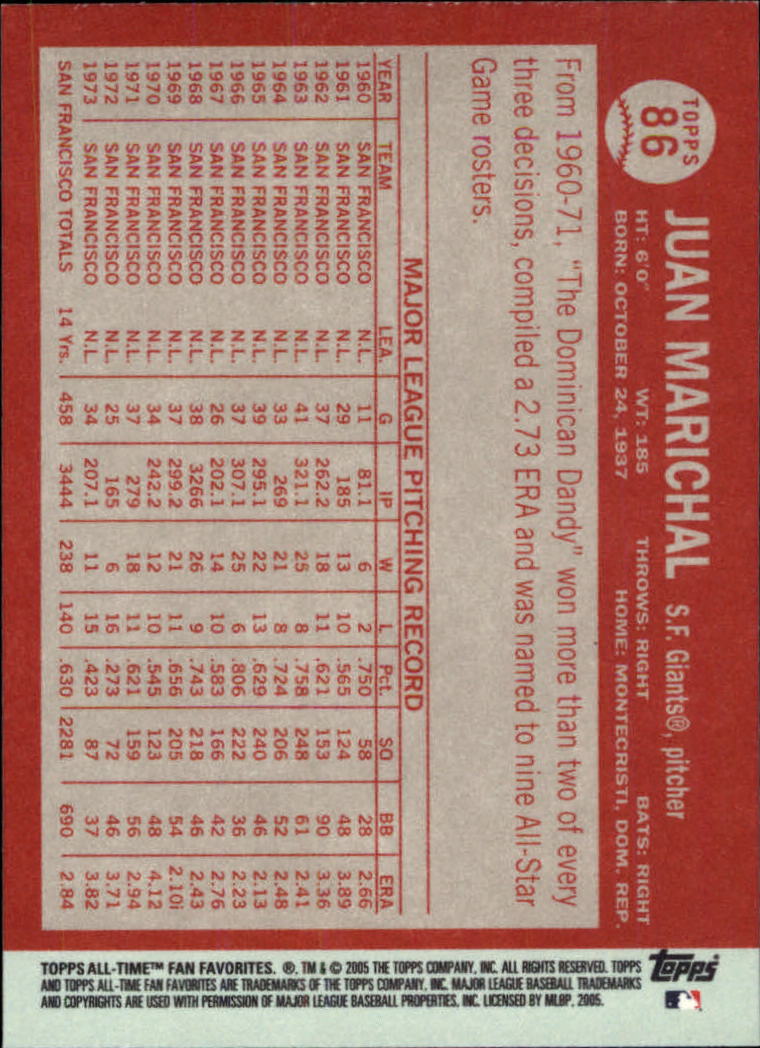 TOPPS
86
JUAN MARICHAL S.F. Giants®, pitcher
HT: 6'0" WT: 185 THROWS: RIGHT BATS: RIGHT
BORN: OCTOBER 24, 1937 HOME: MONTECRISTI, DOM. REP.
From 1960-71, "The Dominican Dandy" won more than two of every
three decisions, compiled a 2.73 ERA and was named to nine All-Star
Game rosters.
MAJOR LEAGUE PITCHING RECORD
YEAR TEAM LEA. G IP W L Pct. SO BB ERA
1960 SAN FRANCISCO N.L. 11 81.1 6 2 .750 58 28 2.66
1961 SAN FRANCISCO N.L. 29 185 13 10 .565 124 48 3.89
1962 SAN FRANCISCO N.L. 37 262.2 18 11 .621 153 90 3.36
1963 SAN FRANCISCO N.L. 41 321.1 25 8 .758 248 61 2.41
1964 SAN FRANCISCO N.L. 33 269 21 8 .724 206 52 2.48
1965 SAN FRANCISCO N.L. 39 295.1 22 13 .629 240 46 2.13
1966 SAN FRANCISCO N.L. 37 307.1 25 6 .806 222 36 2.23
1967 SAN FRANCISCO N.L. 26 202.1 14 10 .583 166 42 2.76
1968 SAN FRANCISCO N.L. 38 3266 26 9 .743 218 46 2.43
1969 SAN FRANCISCO N.L. 37 299.2 21 11 .656 205 54 2.10i
1970 SAN FRANCISCO N.L. 34 242.2 12 10 .545 123 48 4.12
1971 SAN FRANCISCO N.L. 37 279 18 11 .621 159 56 2.94
1972 SAN FRANCISCO N.L. 25 165 6 16 .273 72 46 3.71
1973 SAN FRANCISCO N.L. 34 207.1 11 15 .423 87 37 3.82
SAN FRANCISCO TOTALS 14 Yrs. 458 3444 238 140 .630 2281 690 2.84
TOPPS ALL-TIME™ FAN FAVORITES. ®, TM & © 2005 THE TOPPS COMPANY, INC. ALL RIGHTS RESERVED. TOPPS
AND TOPPS ALL-TIME FAN FAVORITES ARE TRADEMARKS OF THE TOPPS COMPANY, INC. MAJOR LEAGUE BASEBALL TRADEMARKS
AND COPYRIGHTS ARE USED WITH PERMISSION OF MAJOR LEAGUE BASEBALL PROPERTIES, INC. LICENSED BY MLBP, 2005.
Topps